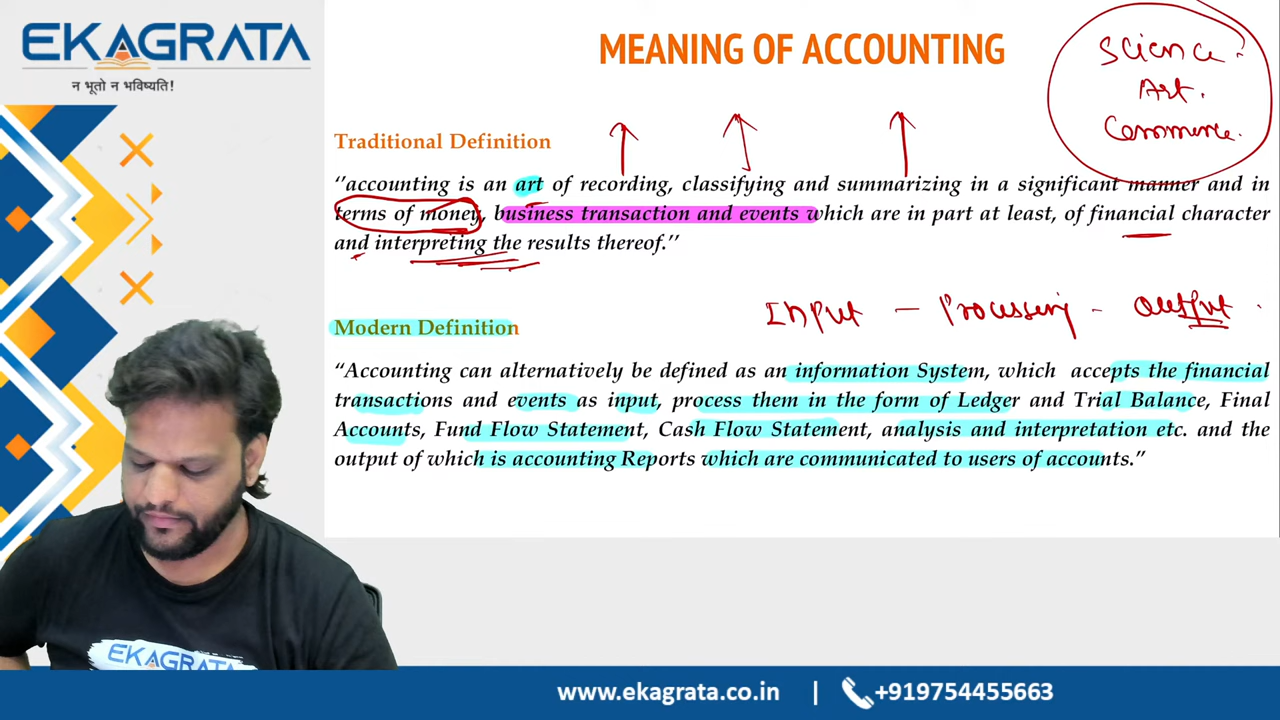 EKAGRATA
न भूतो न भविष्यति!
MEANING OF ACCOUNTING
Science?
Art.
Commerce.
Traditional Definition
‘’accounting is an art of recording, classifying and summarizing in a significant manner and in
terms of money, business transaction and events which are in part at least, of financial character
and interpreting the results thereof.’’
Input – Processing - Output
Modern Definition
“Accounting can alternatively be defined as an information System, which accepts the financial
transactions and events as input, process them in the form of Ledger and Trial Balance, Final
Accounts, Fund Flow Statement, Cash Flow Statement, analysis and interpretation etc. and the
output of which is accounting Reports which are communicated to users of accounts.”
EKAGRATA
www.ekagrata.co.in | +919754455663